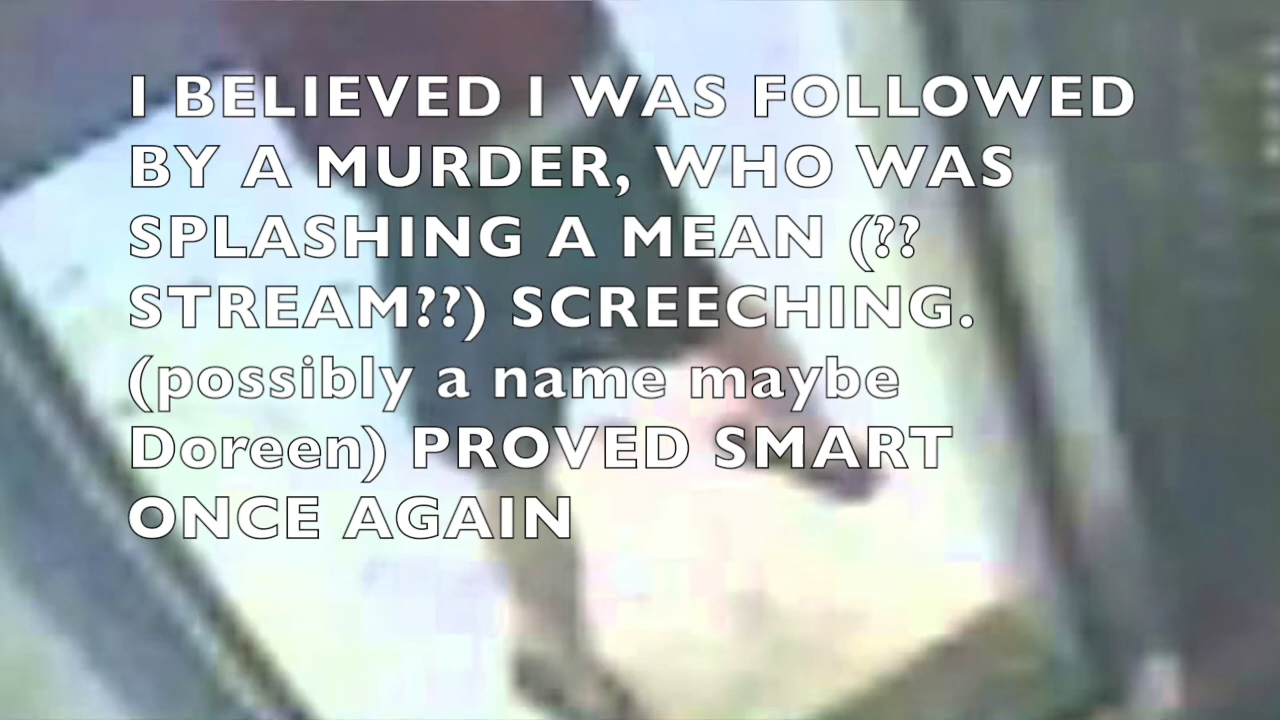 I BELIEVED I WAS FOLLOWED
BY A MURDER, WHO WAS
SPLASHING A MEAN (??
STREAM??) SCREECHING.
(possibly a name maybe
Doreen) PROVED SMART
ONCE AGAIN